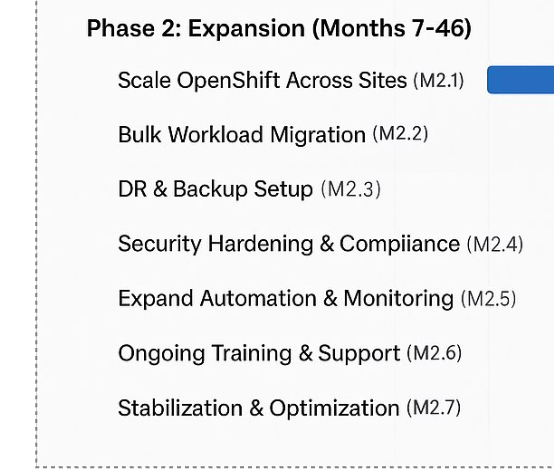 Phase 2: Expansion (Months 7-46)
Scale OpenShift Across Sites (M2.1)
Bulk Workload Migration (M2.2)
DR & Backup Setup (M2.3)
Security Hardening & Compiiance (M2.4)
Expand Automation & Monitoring (M2.5)
Ongoing Training & Support (M2.6)
Stabilization & Optimization (M2.7)